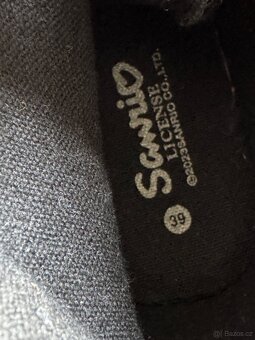 Sanrio
LICENSE
©2023SANRIO CO.,LTD.
39
Bazos.cz